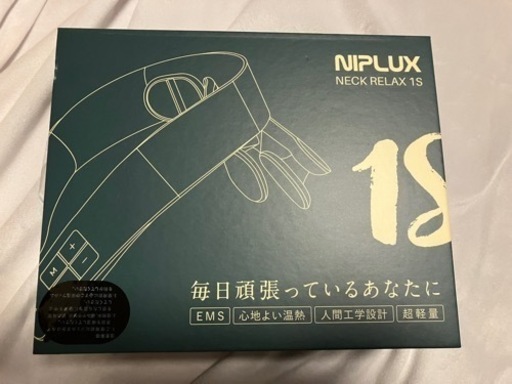 NIPLUX
NECK RELAX 1S
1S
M + -
毎日頑張っているあなたに
EMS 心地よい温熱 人間工学設計 超軽量